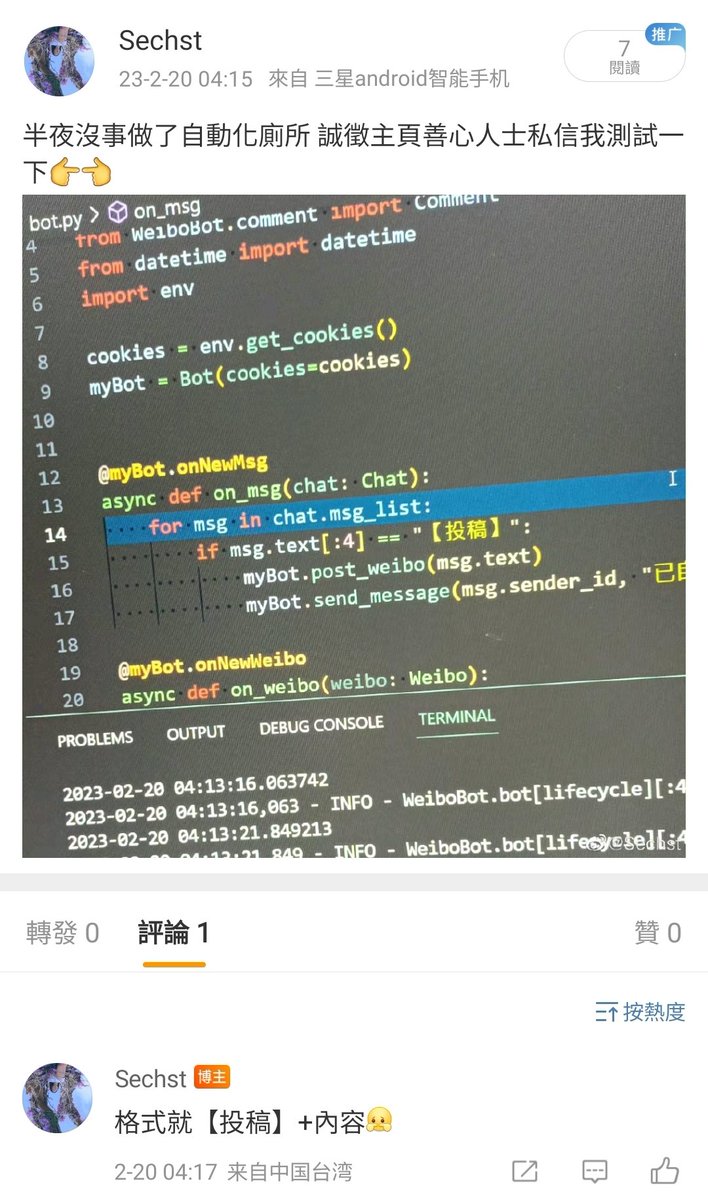 Sechst
推广
7
閱讀
23-2-20 04:15 來自 三星android智能手机
半夜沒事做了自動化廁所 誠徵主頁善心人士私信我測試一
下👉👈
bot.py > on_msg
4 from WeiboBot.comment import Comment
5 from datetime import datetime
6 import env
7
8 cookies = env.get_cookies()
9 myBot = Bot(cookies=cookies)
10
11
12 @myBot.onNewMsg
13 async def on_msg(chat: Chat):
14 for msg in chat.msg_list:
15 if msg.text[:4] == "【投稿】":
16 myBot.post_weibo(msg.text)
17 myBot.send_message(msg.sender_id, "已自
18
19 @myBot.onNewWeibo
20 async def on_weibo(weibo: Weibo):
PROBLEMS OUTPUT DEBUG CONSOLE TERMINAL
2023-02-20 04:13:16.063742
2023-02-20 04:13:16,063 - INFO - WeiboBot.bot[lifecycle][:4
2023-02-20 04:13:21.849213
04:13:21,849 - INFO - WeiboBot.bot[lifecycle][:4
@Sechst
轉發 0 評論 1 贊 0
按熱度
Sechst 博主
格式就【投稿】+內容
2-20 04:17 来自中国台湾